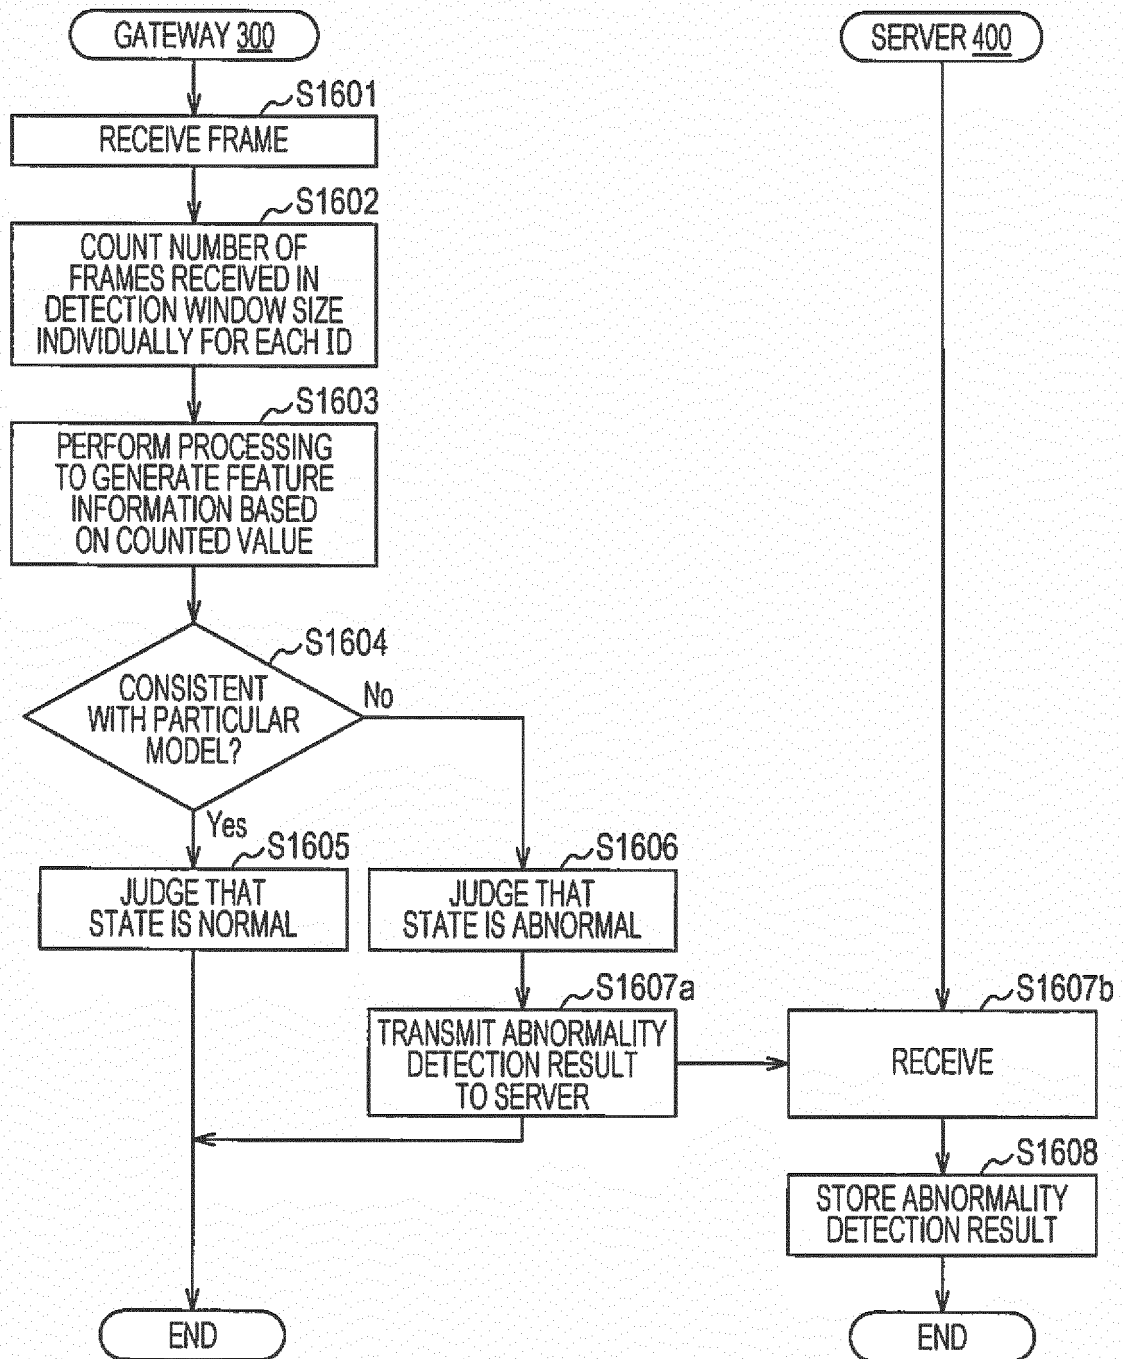 GATEWAY 300
SERVER 400
S1601
RECEIVE FRAME
S1602
COUNT NUMBER OF
FRAMES RECEIVED IN
DETECTION WINDOW SIZE
INDIVIDUALLY FOR EACH ID
S1603
PERFORM PROCESSING
TO GENERATE FEATURE
INFORMATION BASED
ON COUNTED VALUE
S1604
CONSISTENT
WITH PARTICULAR
MODEL?
No
Yes
S1605
JUDGE THAT
STATE IS NORMAL
S1606
JUDGE THAT
STATE IS ABNORMAL
S1607a
TRANSMIT ABNORMALITY
DETECTION RESULT
TO SERVER
S1607b
RECEIVE
S1608
STORE ABNORMALITY
DETECTION RESULT
END
END